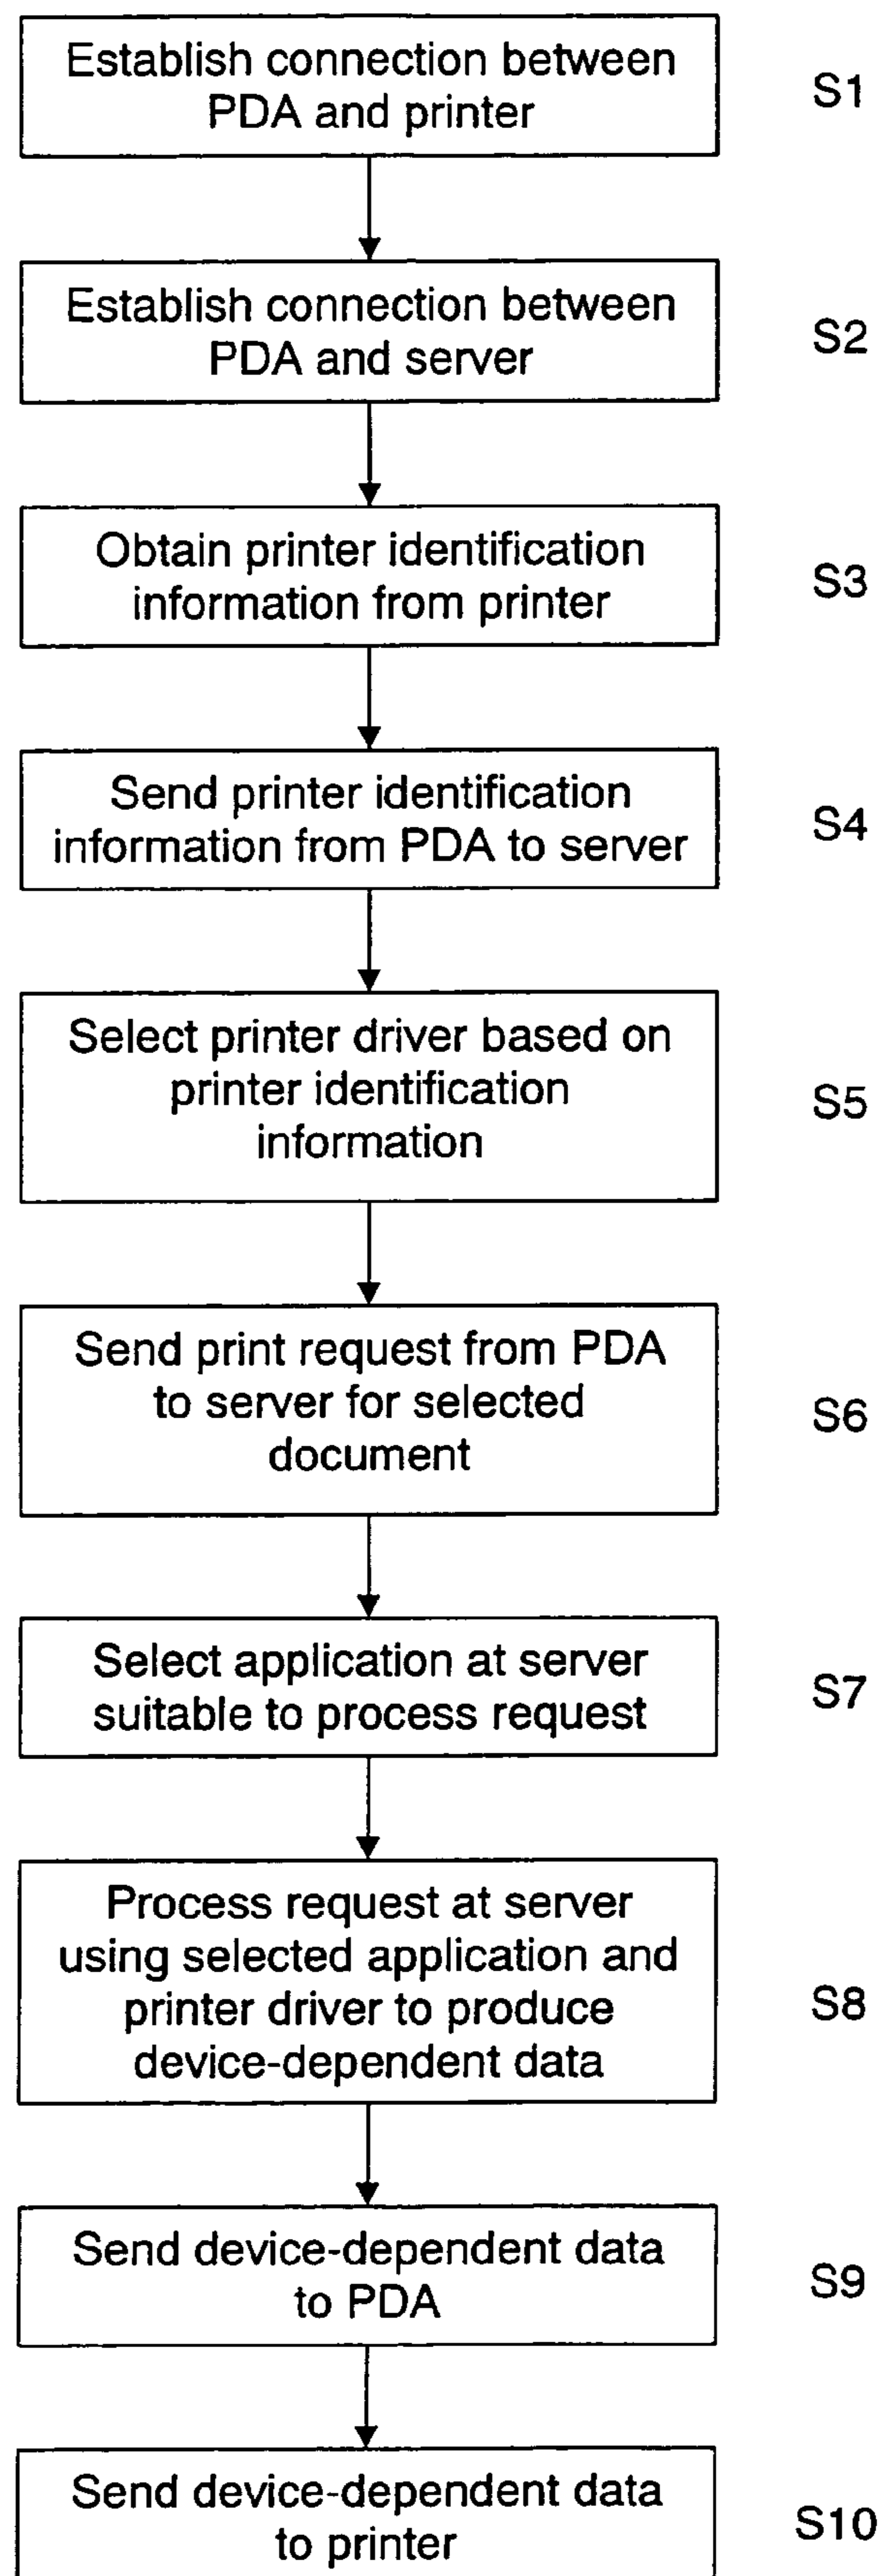 Establish connection between
PDA and printer
S1
Establish connection between
PDA and server
S2
Obtain printer identification
information from printer
S3
Send printer identification
information from PDA to server
S4
Select printer driver based on
printer identification
information
S5
Send print request from PDA
to server for selected
document
S6
Select application at server
suitable to process request
S7
Process request at server
using selected application and
printer driver to produce
device-dependent data
S8
Send device-dependent data
to PDA
S9
Send device-dependent data
to printer
S10